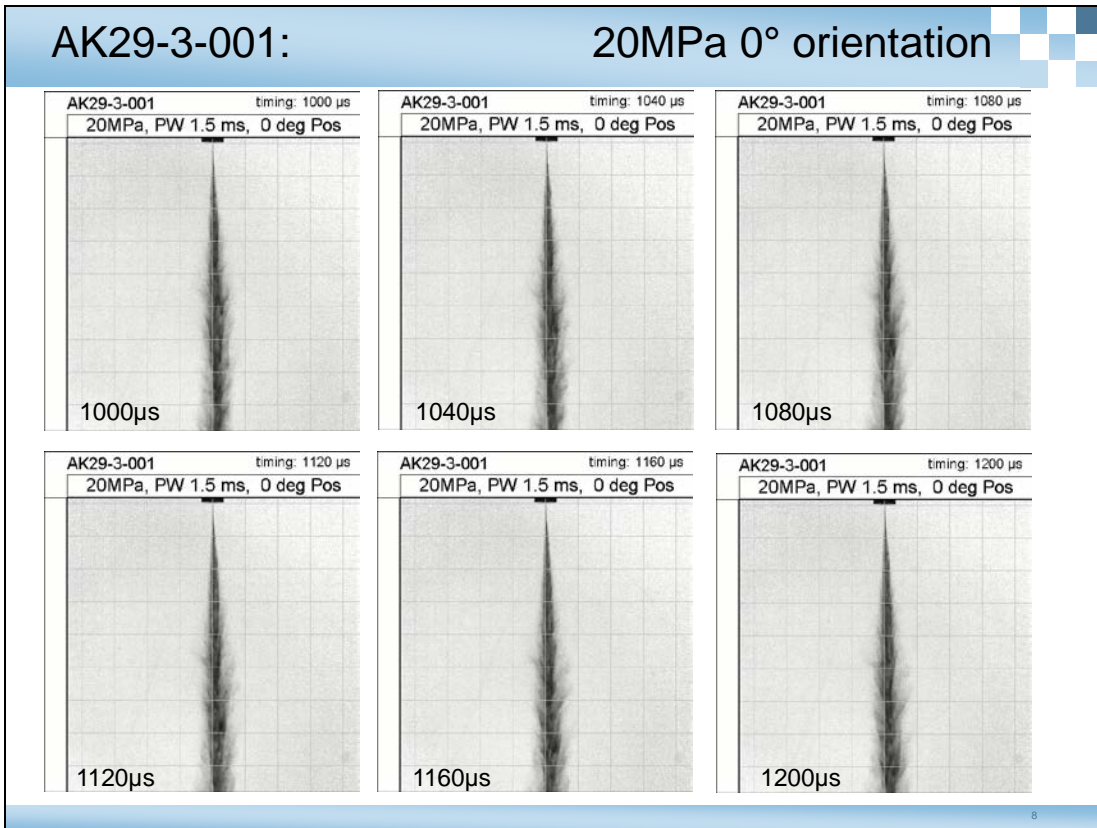 AK29-3-001: 20MPa 0° orientation
AK29-3-001 timing: 1000 µs
20MPa, PW 1.5 ms, 0 deg Pos
1000µs
AK29-3-001 timing: 1040 µs
20MPa, PW 1.5 ms, 0 deg Pos
1040µs
AK29-3-001 timing: 1080 µs
20MPa, PW 1.5 ms, 0 deg Pos
1080µs
AK29-3-001 timing: 1120 µs
20MPa, PW 1.5 ms, 0 deg Pos
1120µs
AK29-3-001 timing: 1160 µs
20MPa, PW 1.5 ms, 0 deg Pos
1160µs
AK29-3-001 timing: 1200 µs
20MPa, PW 1.5 ms, 0 deg Pos
1200µs
8